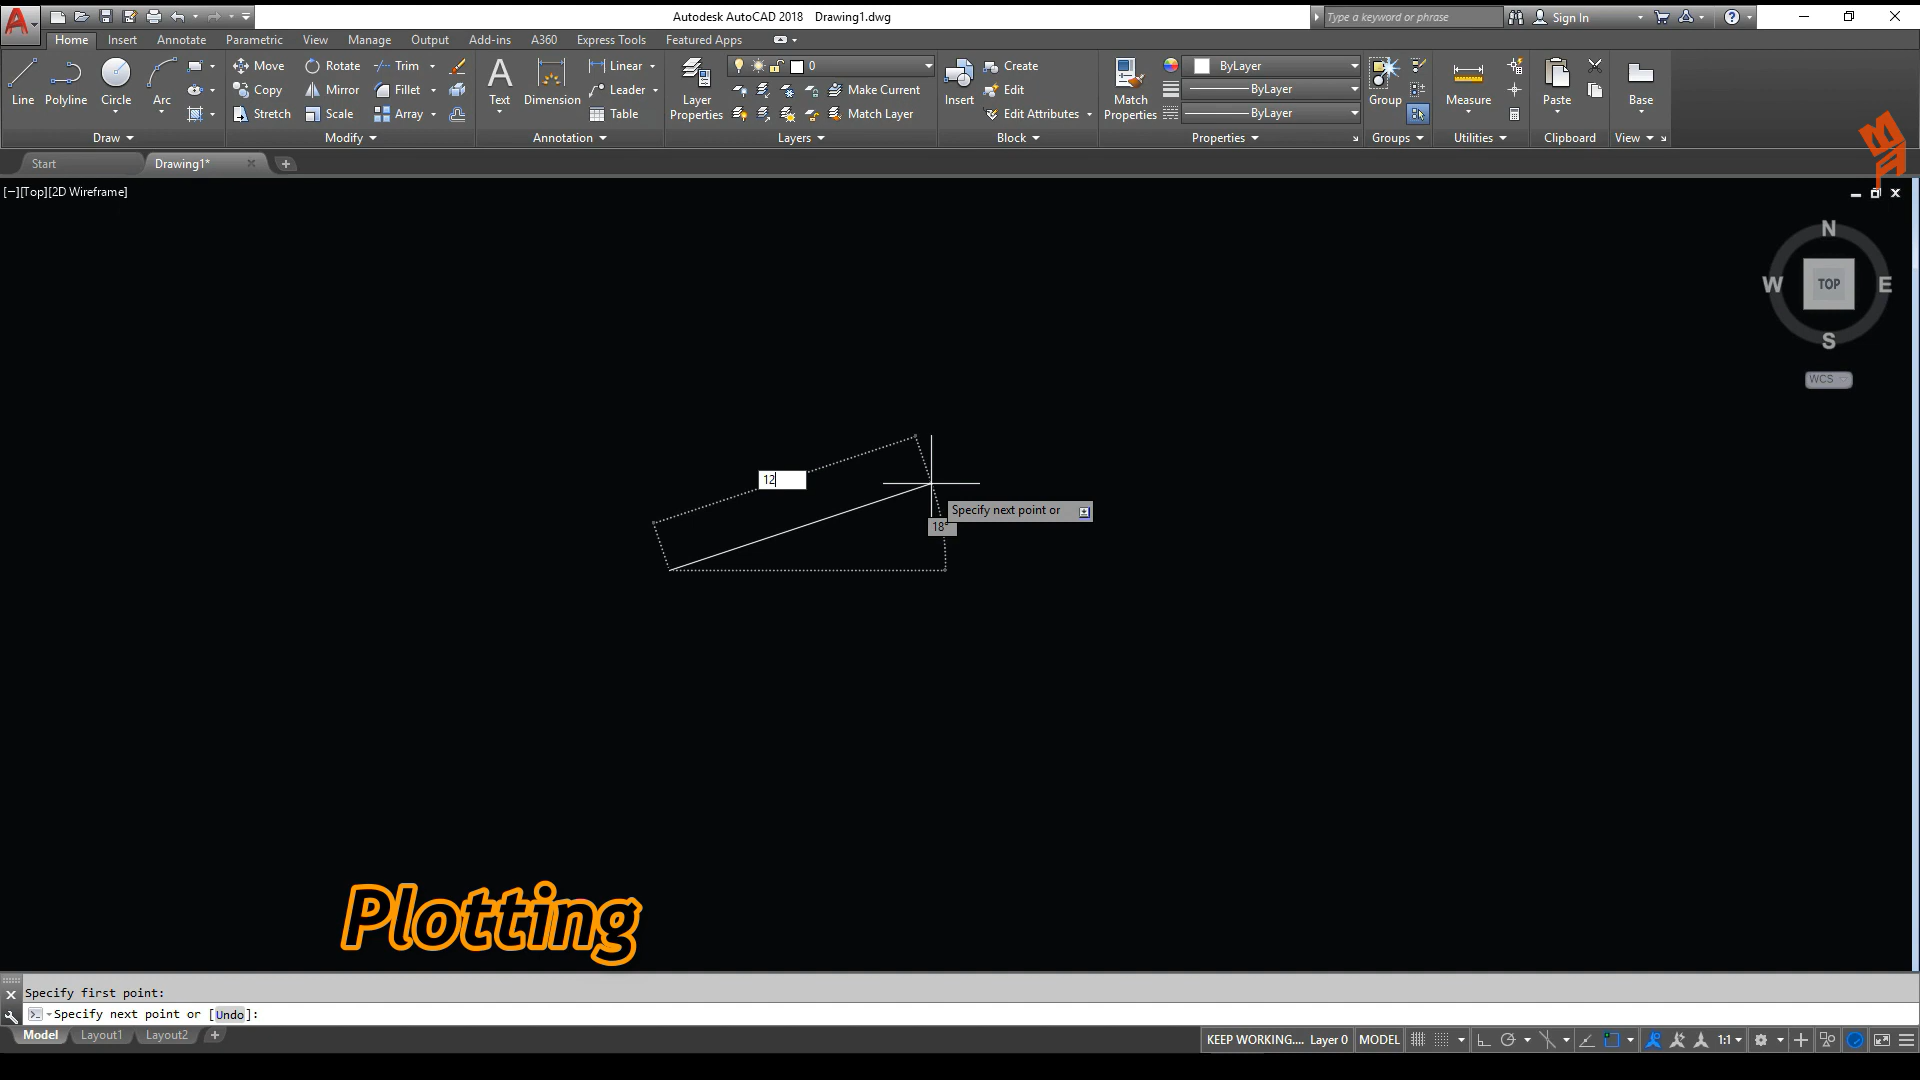 Autodesk AutoCAD 2018 Drawing1.dwg
Type a keyword or phrase
Sign In
Home Insert Annotate Parametric View Manage Output Add-ins A360 Express Tools Featured Apps
Line Polyline Circle Arc
Draw
Move Rotate Trim
Copy Mirror Fillet
Stretch Scale Array
Modify
Text Dimension
Linear
Leader
Table
Annotation
Layer Properties
0
Make Current
Match Layer
Layers
Insert
Create
Edit
Edit Attributes
Block
Match Properties
ByLayer
ByLayer
ByLayer
Properties
Group
Groups
Measure
Utilities
Paste
Clipboard
Base
View
Start Drawing1*
[−][Top][2D Wireframe]
N
W TOP E
S
WCS
12
Specify next point or
18°
Plotting
Specify first point:
Specify next point or [Undo]:
Model Layout1 Layout2
KEEP WORKING.... Layer 0 MODEL 1:1